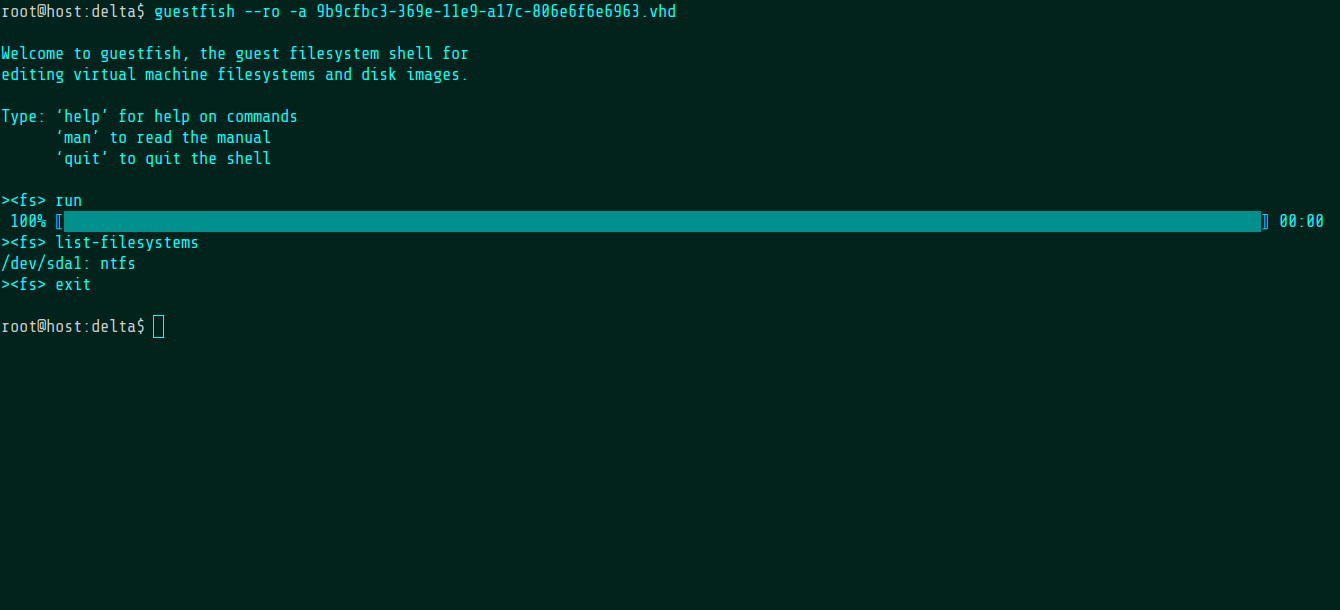 root@host:delta$ guestfish --ro -a 9b9cfbc3-369e-11e9-a17c-806e6f6e6963.vhd
Welcome to guestfish, the guest filesystem shell for
editing virtual machine filesystems and disk images.
Type: ‘help’ for help on commands
‘man’ to read the manual
‘quit’ to quit the shell
><fs> run
100% ⟦⟧ 00:00
><fs> list-filesystems
/dev/sda1: ntfs
><fs> exit
root@host:delta$